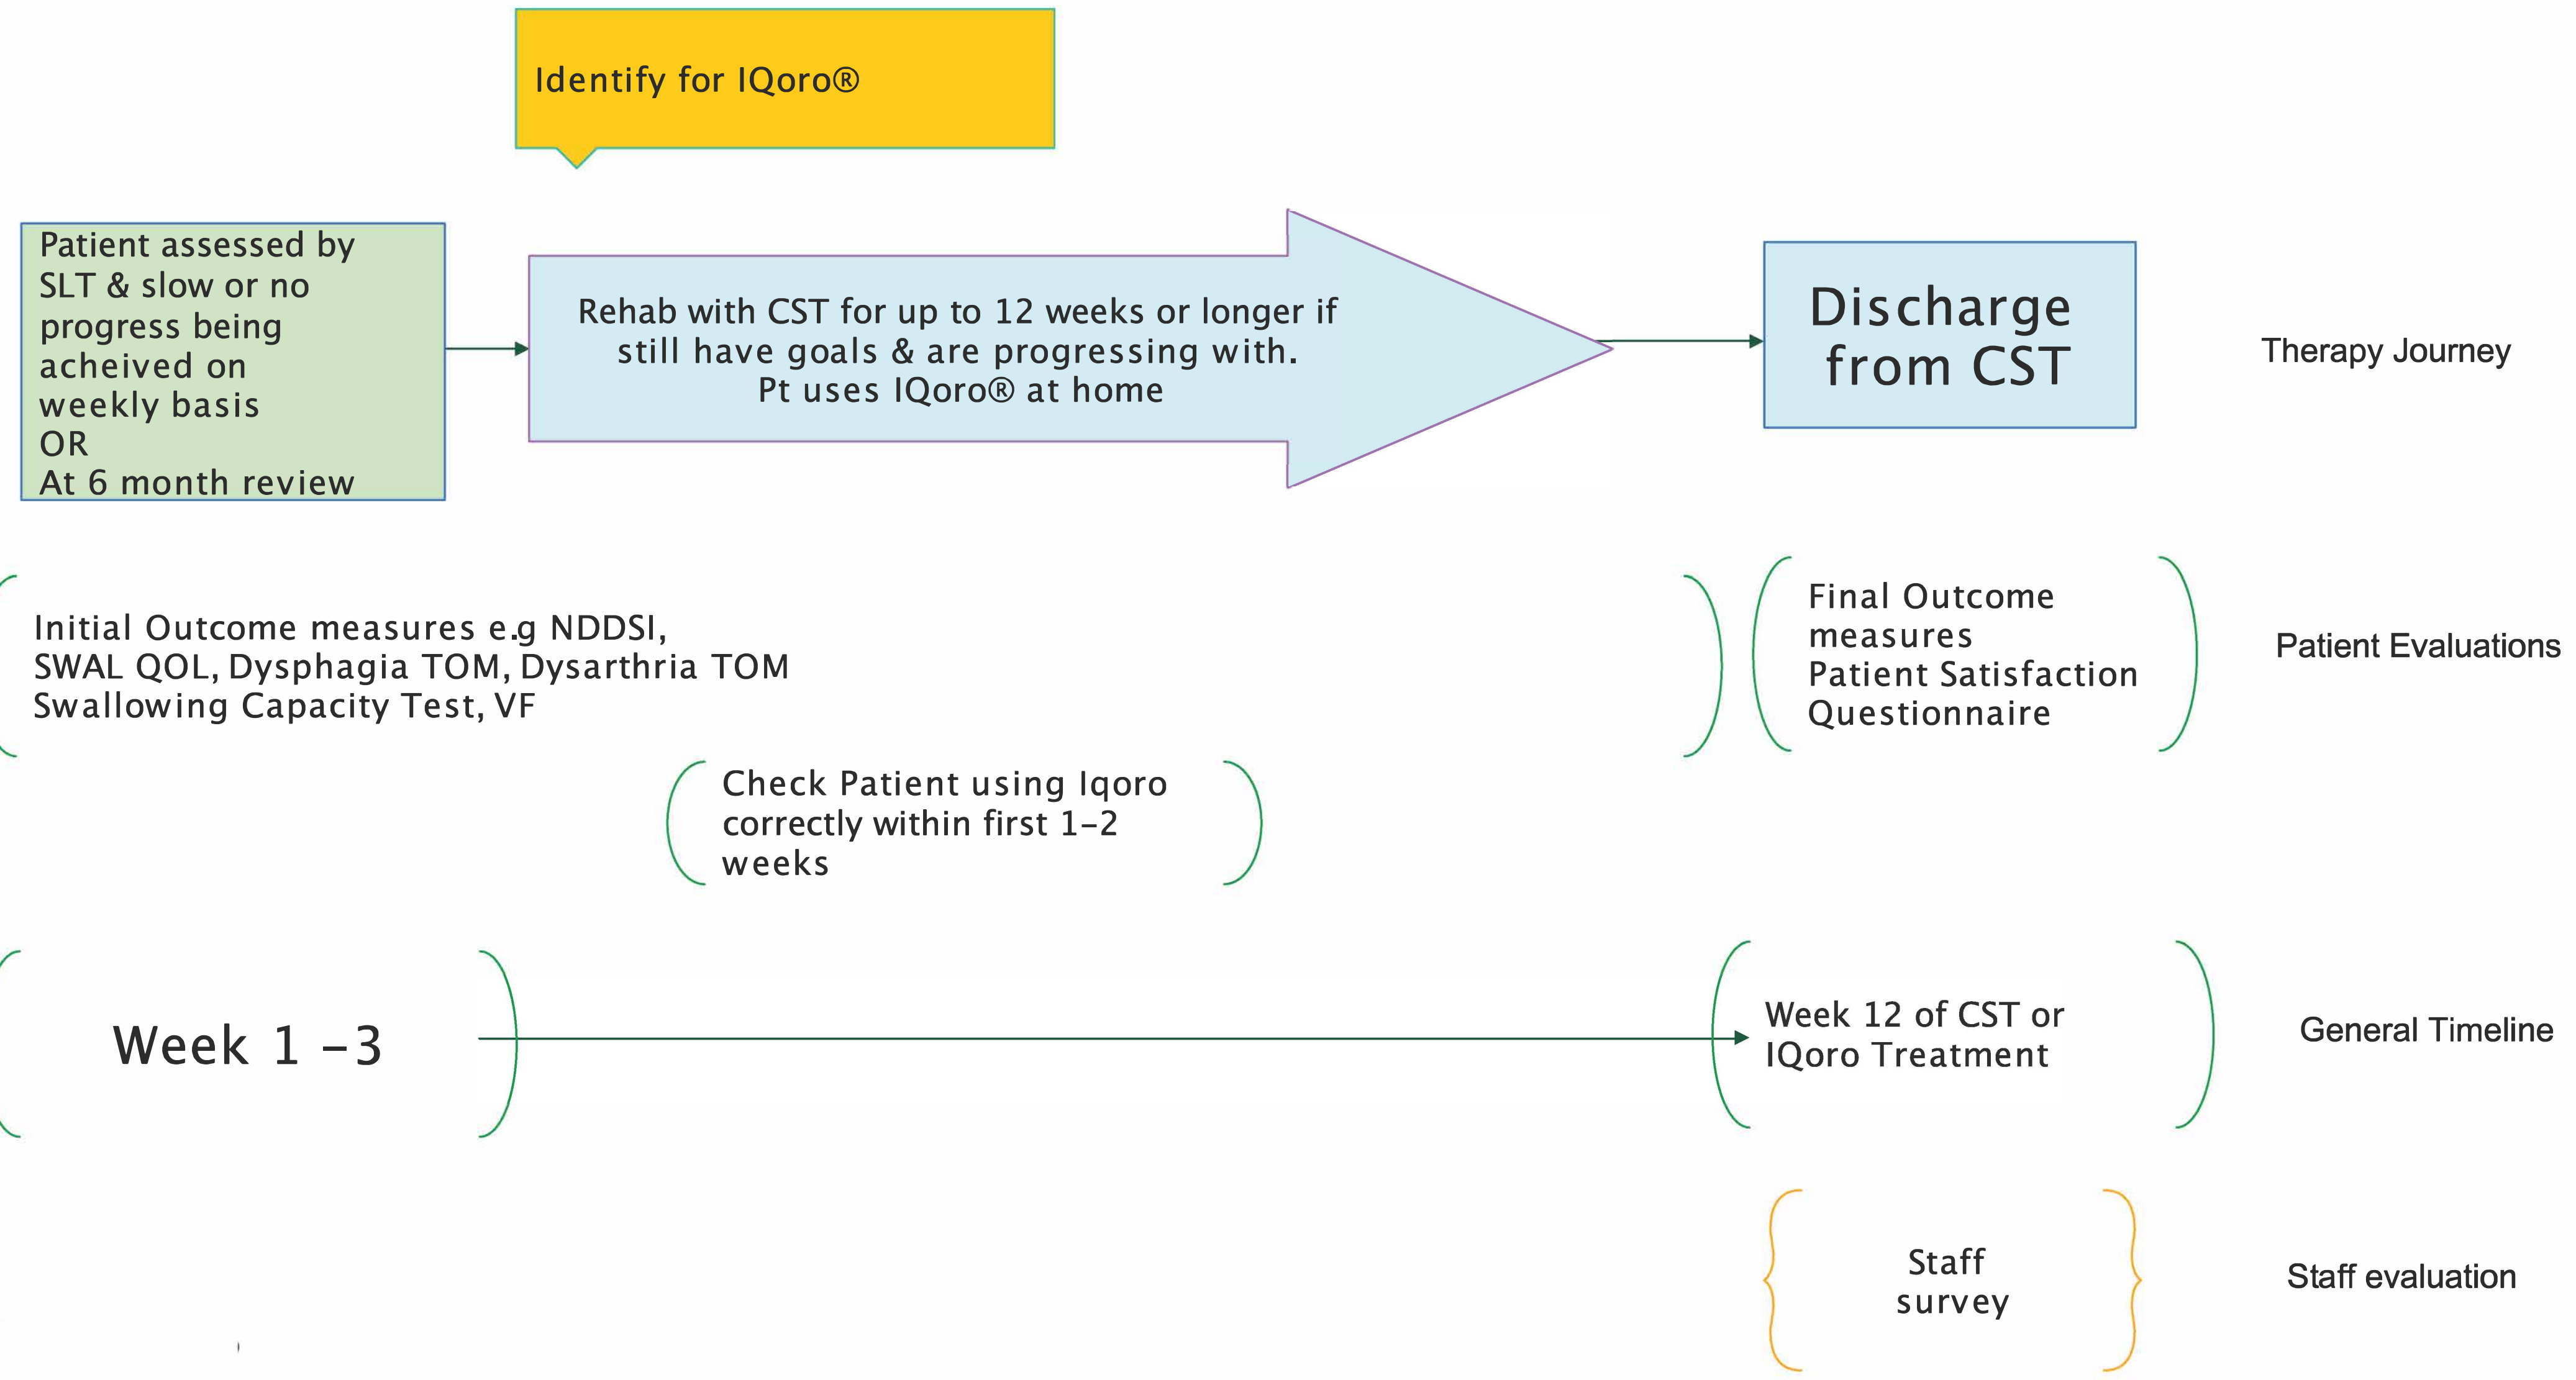 Identify for IQoro®
Patient assessed by
SLT & slow or no
progress being
acheived on
weekly basis
OR
At 6 month review
Rehab with CST for up to 12 weeks or longer if
still have goals & are progressing with.
Pt uses IQoro® at home
Discharge
from CST
Therapy Journey
Initial Outcome measures e.g NDDSI,
SWAL QOL, Dysphagia TOM, Dysarthria TOM
Swallowing Capacity Test, VF
Final Outcome
measures
Patient Satisfaction
Questionnaire
Patient Evaluations
Check Patient using Iqoro
correctly within first 1-2
weeks
Week 1 -3
Week 12 of CST or
IQoro Treatment
General Timeline
Staff
survey
Staff evaluation